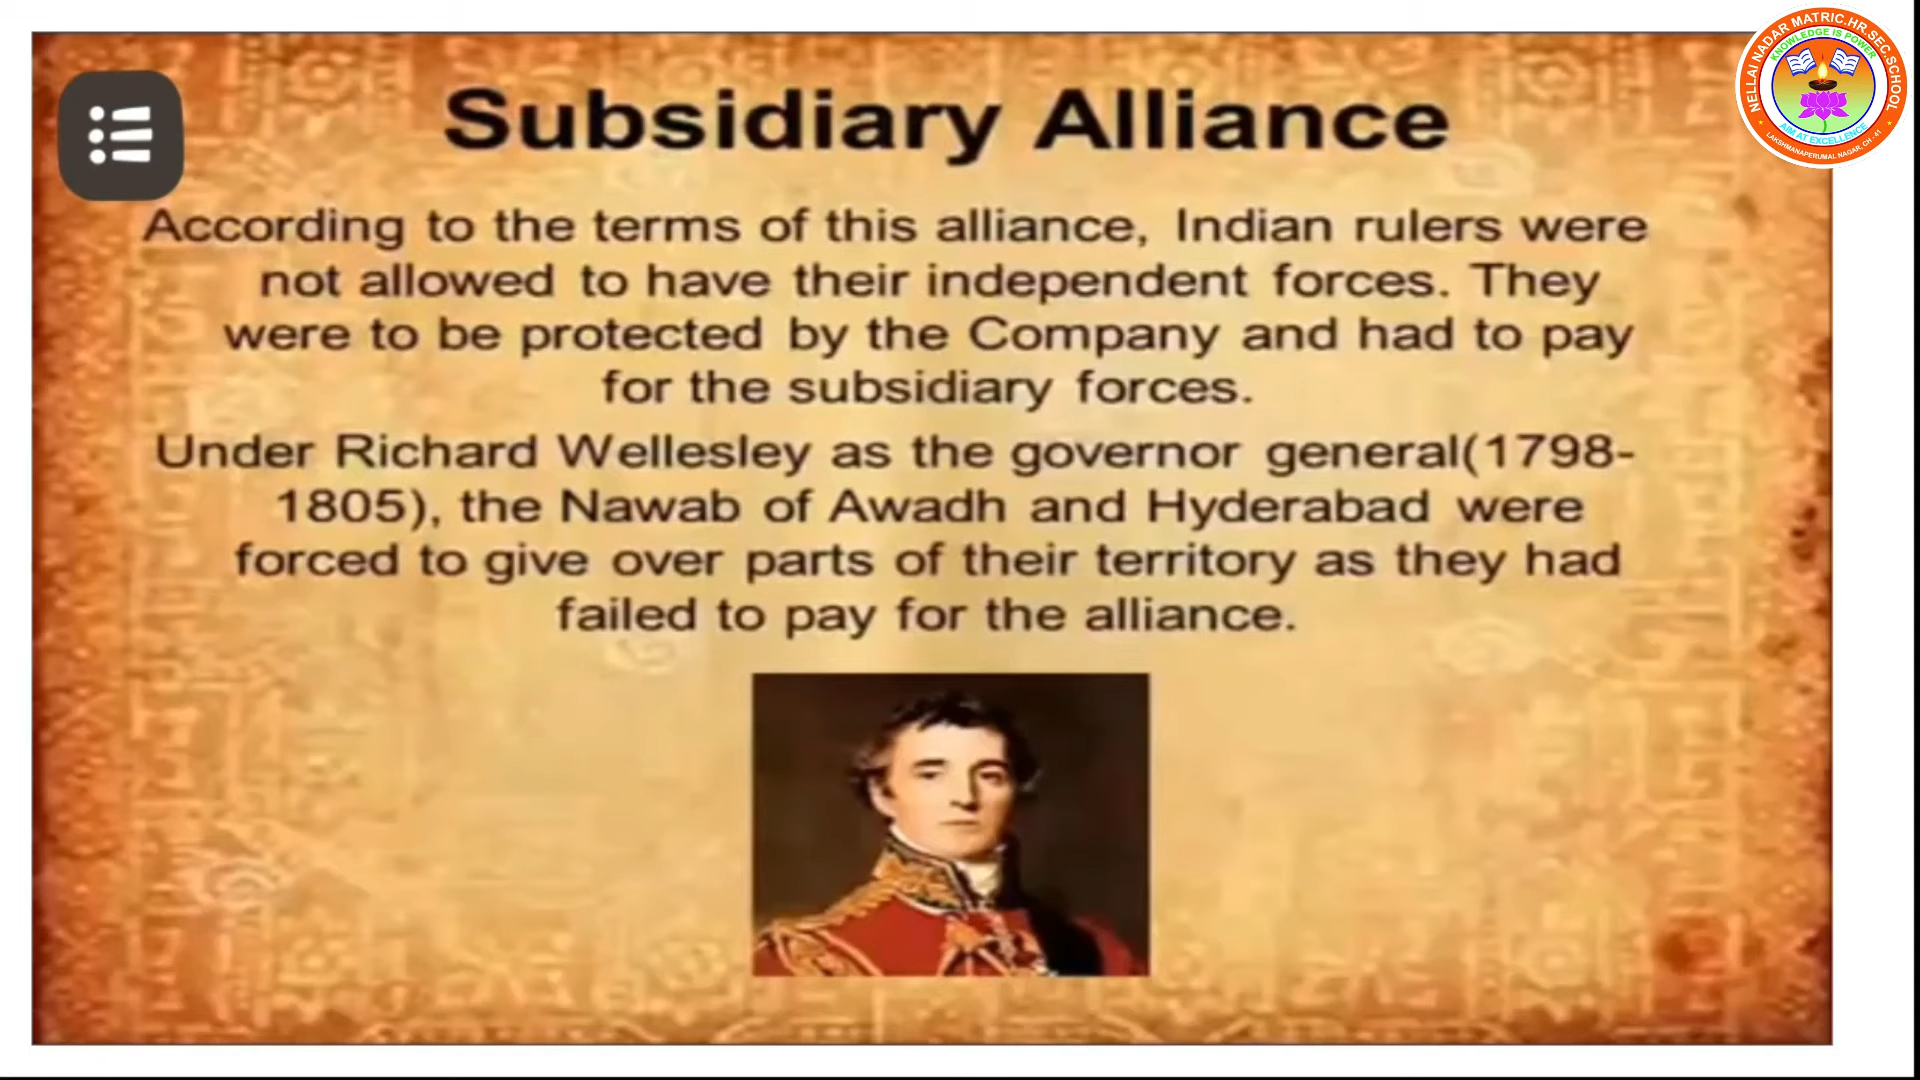 Subsidiary Alliance
According to the terms of this alliance, Indian rulers were
not allowed to have their independent forces. They
were to be protected by the Company and had to pay
for the subsidiary forces.
Under Richard Wellesley as the governor general(1798-
1805), the Nawab of Awadh and Hyderabad were
forced to give over parts of their territory as they had
failed to pay for the alliance.
NELLAI NADAR MATRIC.HR.SEC.SCHOOL
KNOWLEDGE IS POWER
AIM AT EXCELLENCE
LAKSHMANAPERUMAL NAGAR, CH - 41